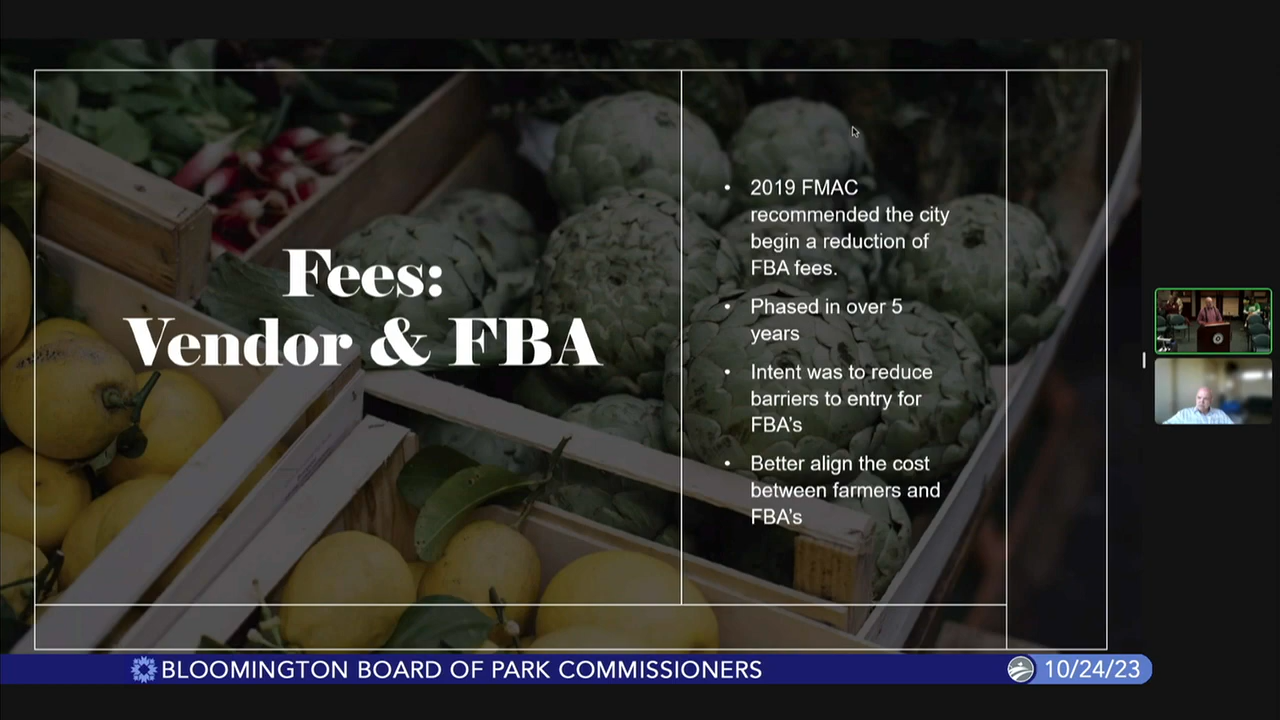 Fees:
Vendor & FBA
• 2019 FMAC
recommended the city
begin a reduction of
FBA fees.
• Phased in over 5
years
• Intent was to reduce
barriers to entry for
FBA's
• Better align the cost
between farmers and
FBA's
BLOOMINGTON BOARD OF PARK COMMISSIONERS
10/24/23